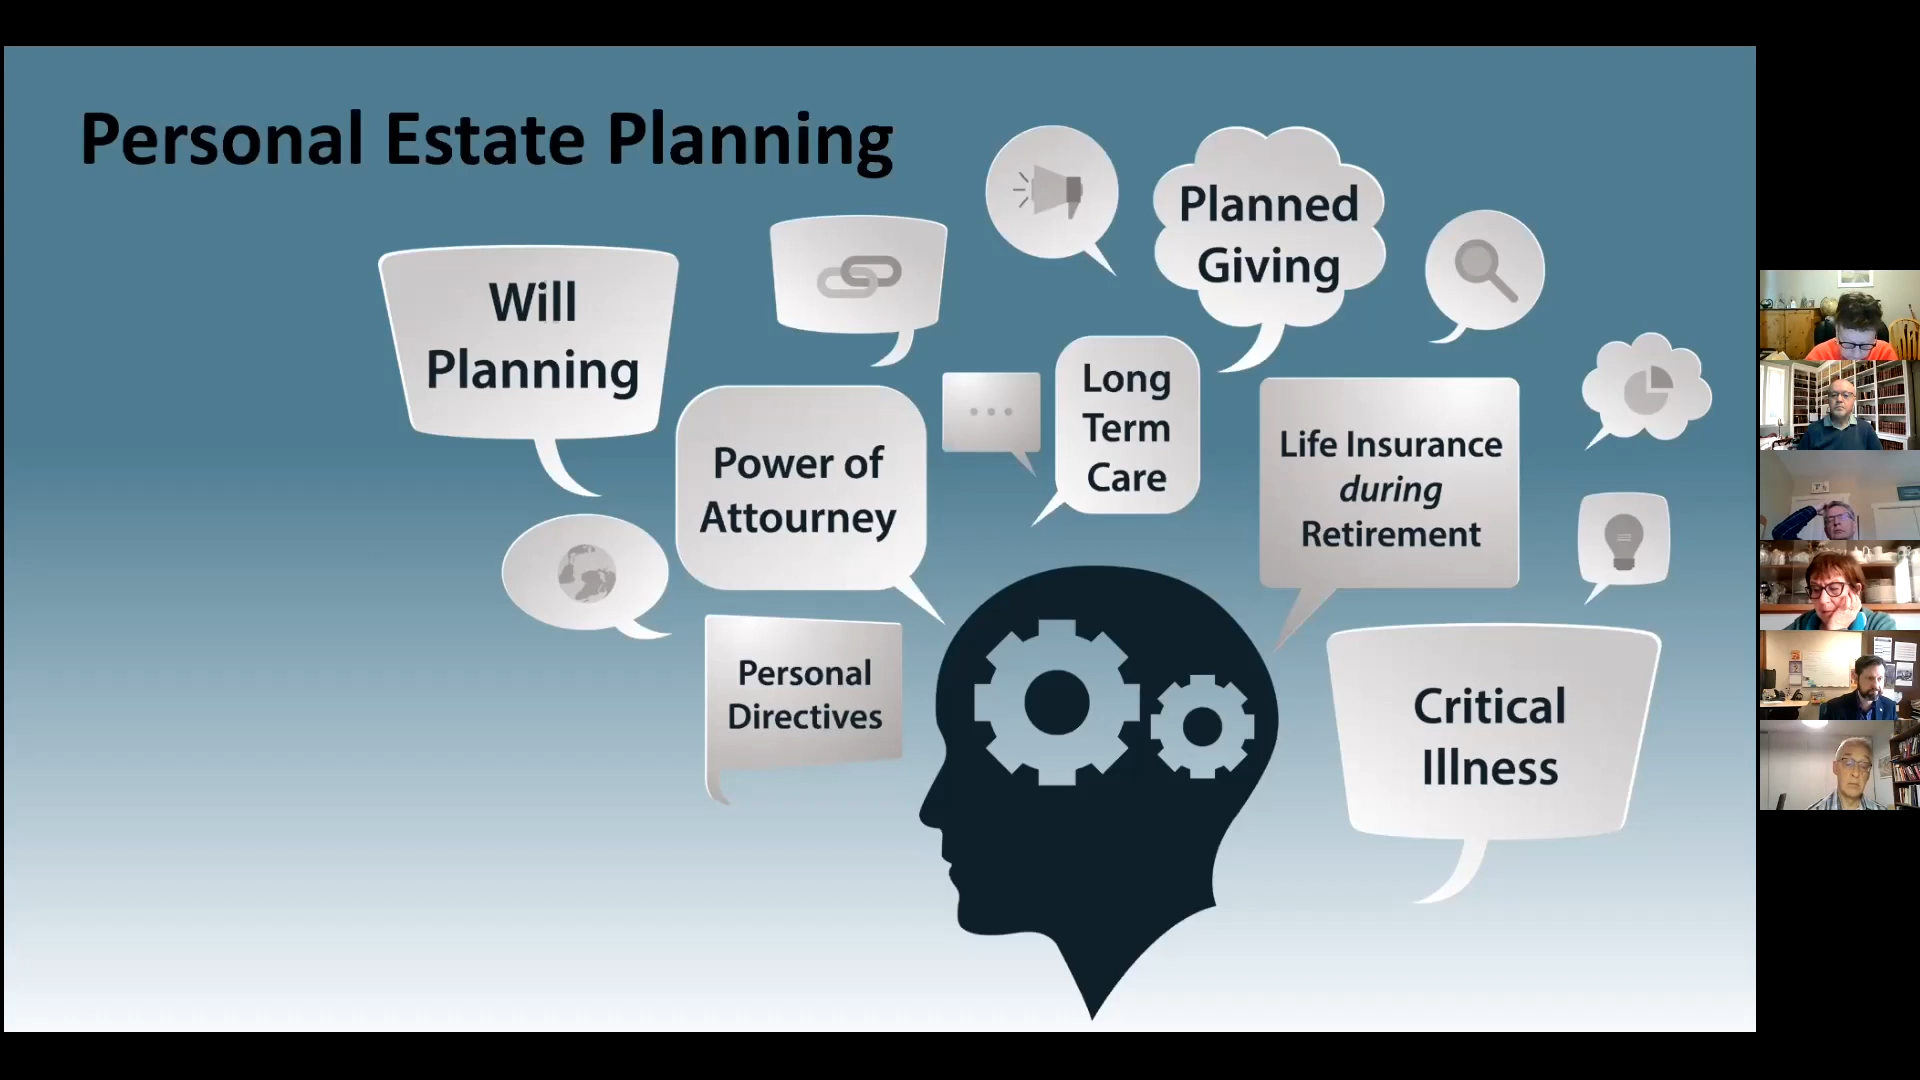 Personal Estate Planning
Planned
Giving
Will
Planning
Long
Term
Care
Power of
Attourney
Life Insurance
during
Retirement
Personal
Directives
Critical
Illness